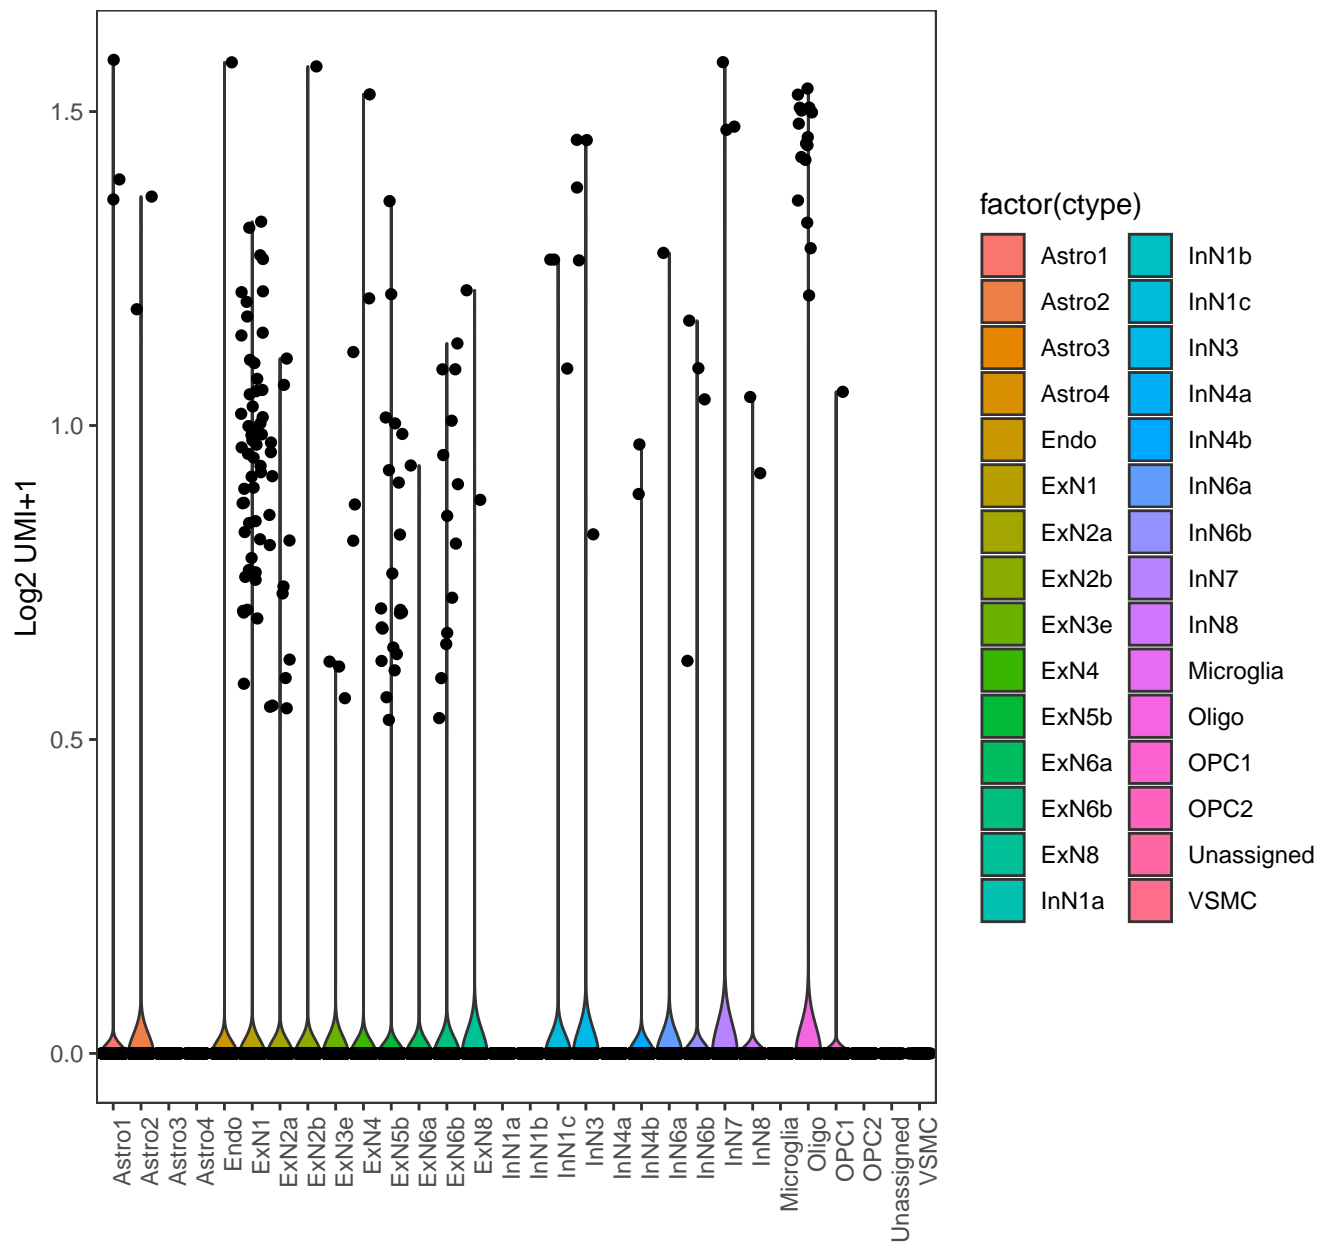 Log2 UMI+1
1.5
1.0
0.5
0.0
Astro1
Astro2
Astro3
Astro4
Endo
ExN1
ExN2a
ExN2b
ExN3e
ExN4
ExN5b
ExN6a
ExN6b
ExN8
InN1a
InN1b
InN1c
InN3
InN4a
InN4b
InN6a
InN6b
InN7
InN8
Microglia
Oligo
OPC1
OPC2
Unassigned
VSMC
factor(ctype)
Astro1
Astro2
Astro3
Astro4
Endo
ExN1
ExN2a
ExN2b
ExN3e
ExN4
ExN5b
ExN6a
ExN6b
ExN8
InN1a
InN1b
InN1c
InN3
InN4a
InN4b
InN6a
InN6b
InN7
InN8
Microglia
Oligo
OPC1
OPC2
Unassigned
VSMC